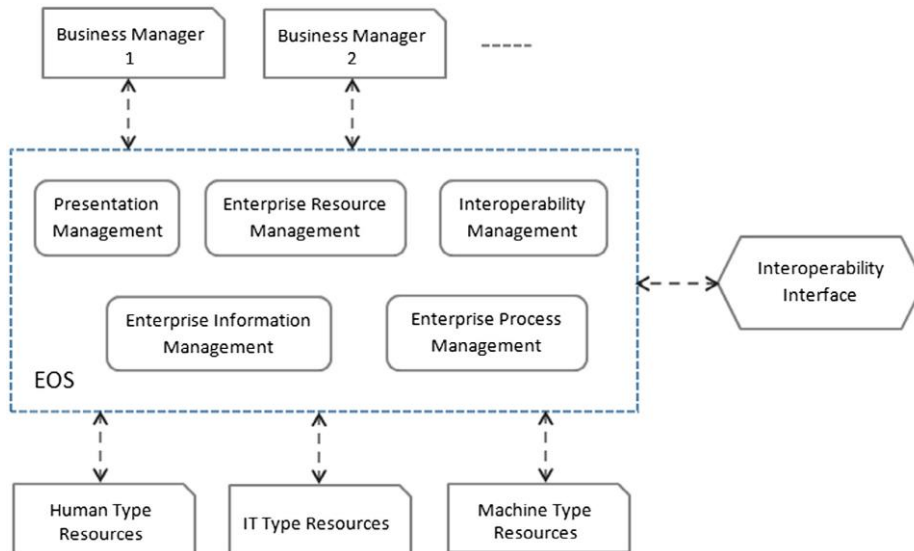 Business Manager
1
Business Manager
2
Presentation
Management
Enterprise Resource
Management
Interoperability
Management
Interoperability
Interface
Enterprise Information
Management
Enterprise Process
Management
EOS
Human Type
Resources
IT Type Resources
Machine Type
Resources